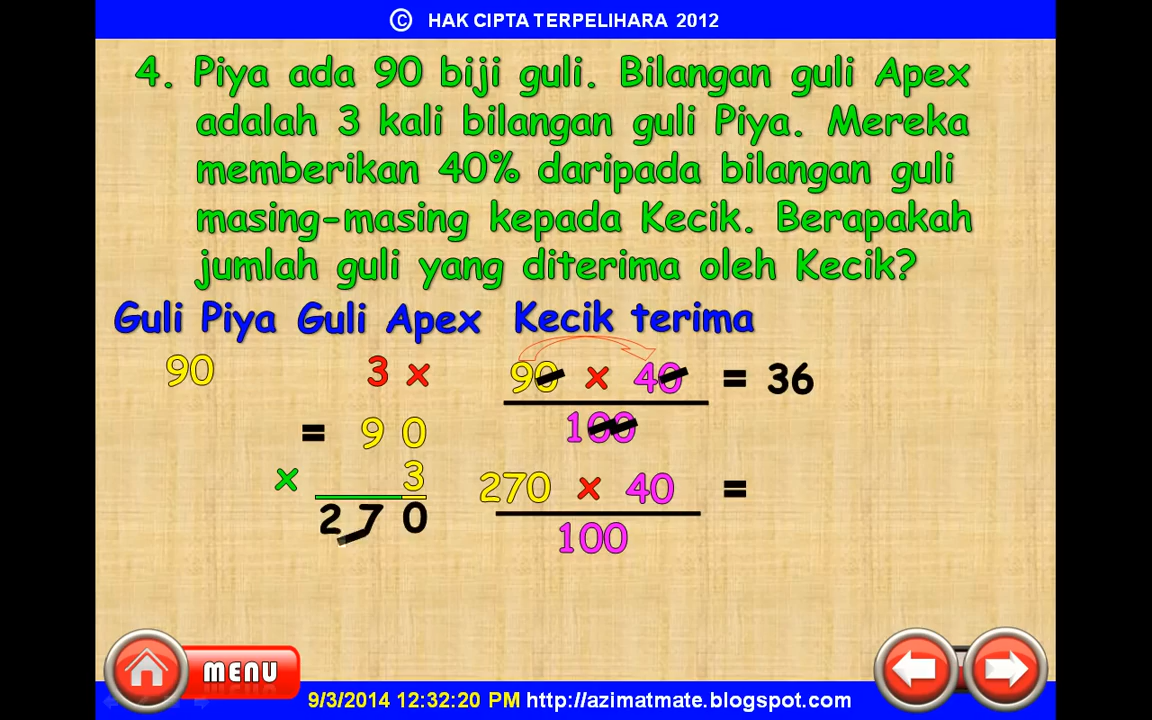 © HAK CIPTA TERPELIHARA 2012
4. Piya ada 90 biji guli. Bilangan guli Apex
adalah 3 kali bilangan guli Piya. Mereka
memberikan 40% daripada bilangan guli
masing-masing kepada Kecik. Berapakah
jumlah guli yang diterima oleh Kecik?
Guli Piya Guli Apex Kecik terima
90 3 x 90 x 40 = 36
100
= 9 0
x 3
2 7 0
270 x 40 =
100
MENU
9/3/2014 12:32:20 PM http://azimatmate.blogspot.com